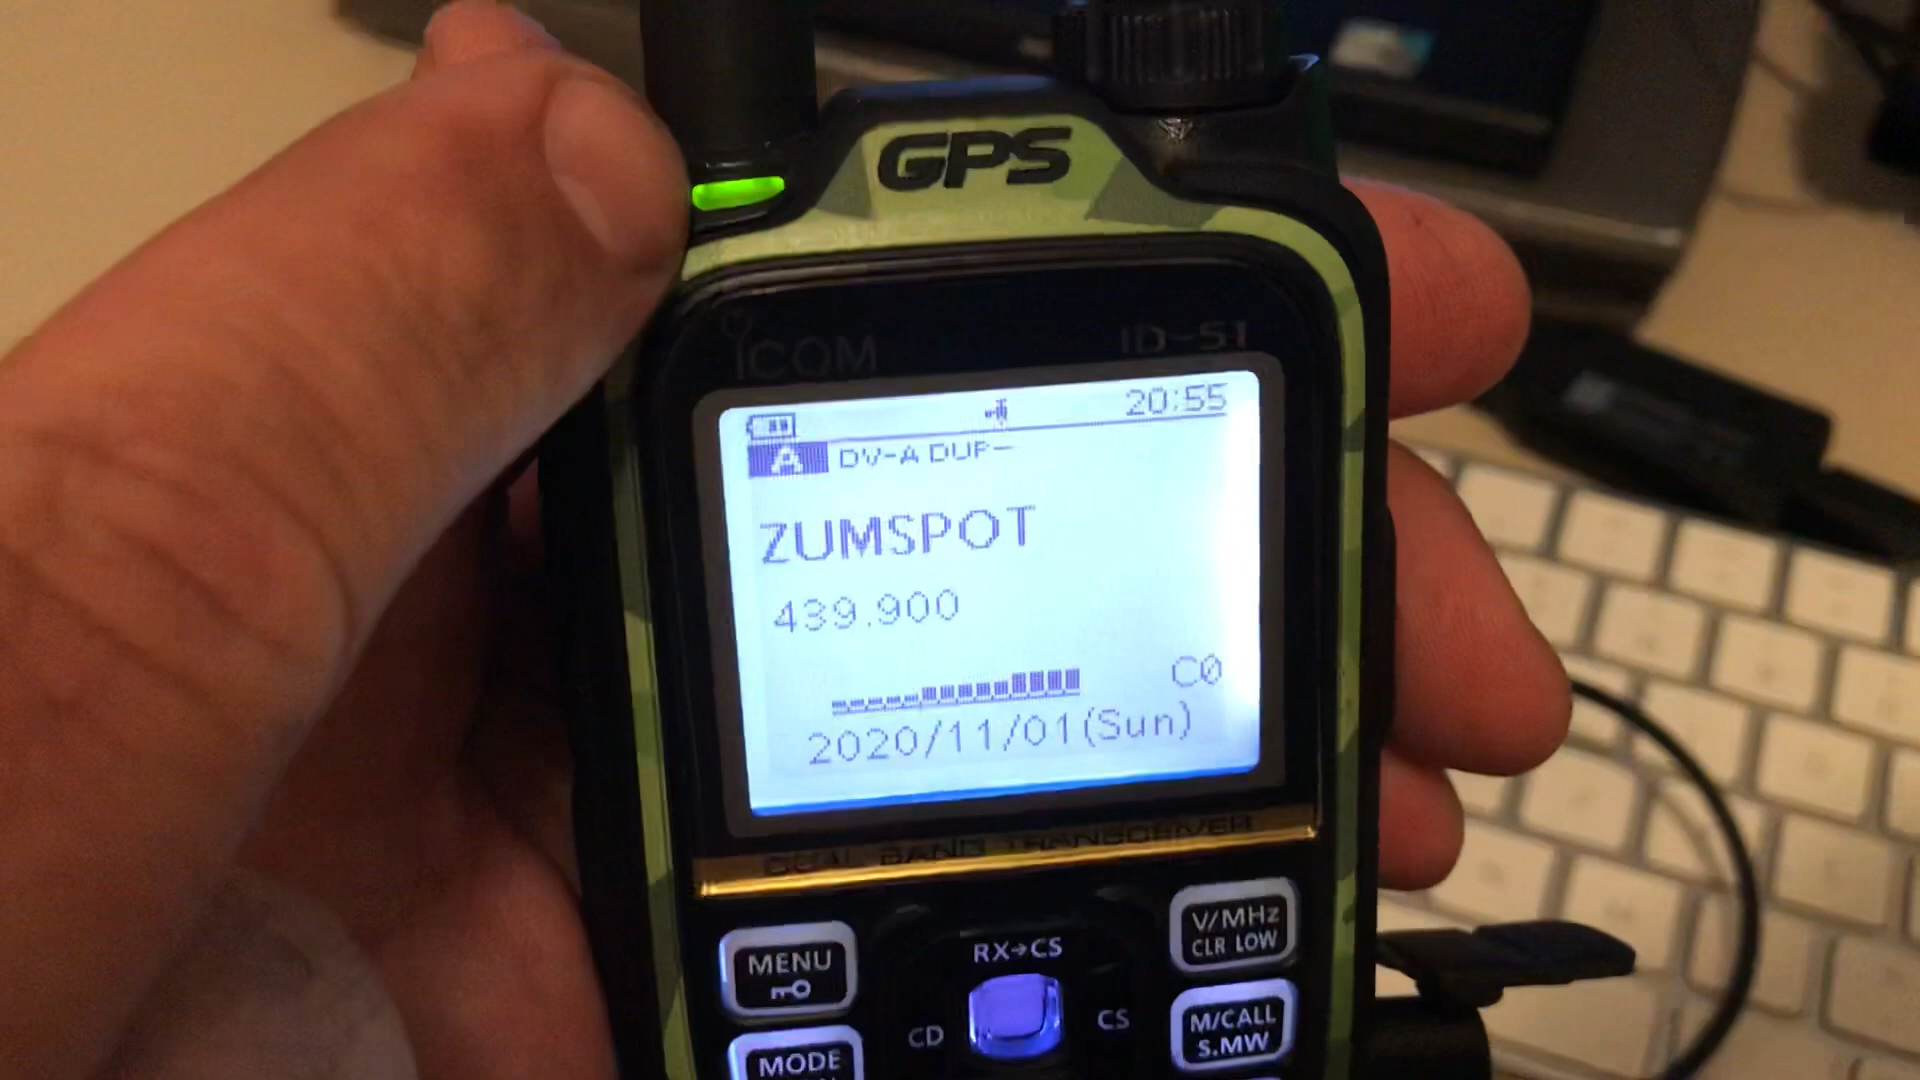 GPS
ICOM
ID-51
20:55
A DV-A DUP-
ZUMSPOT
439.900
C0
2020/11/01(Sun)
DUAL BAND TRANSCEIVER
MENU
RX→CS
V/MHz
CLR LOW
CD
CS
M/CALL
S.MW
MODE